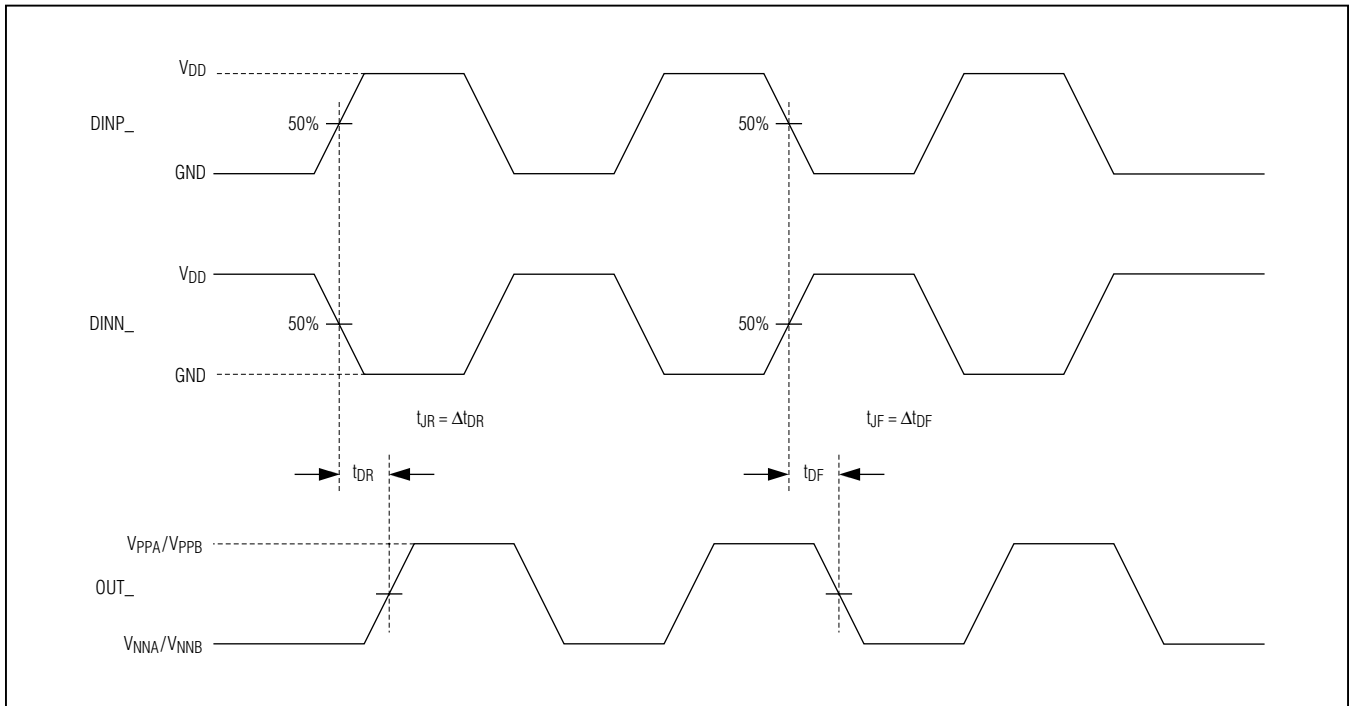 VDD
DINP_
50%
50%
GND
VDD
DINN_
50%
50%
GND
tJR = ΔtDR
tJF = ΔtDF
tDR
tDF
VPPA/VPPB
OUT_
VNNA/VNNB